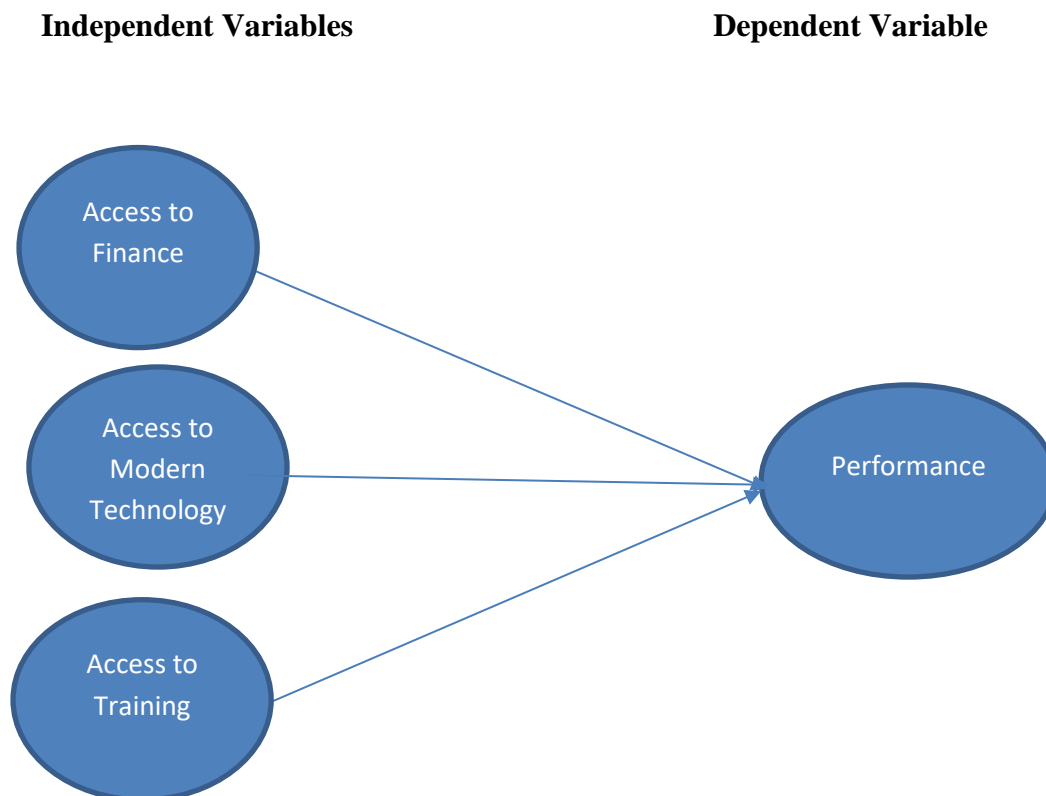 Independent Variables
Dependent Variable
Access to
Finance
Access to
Modern
Technology
Performance
Access to
Training